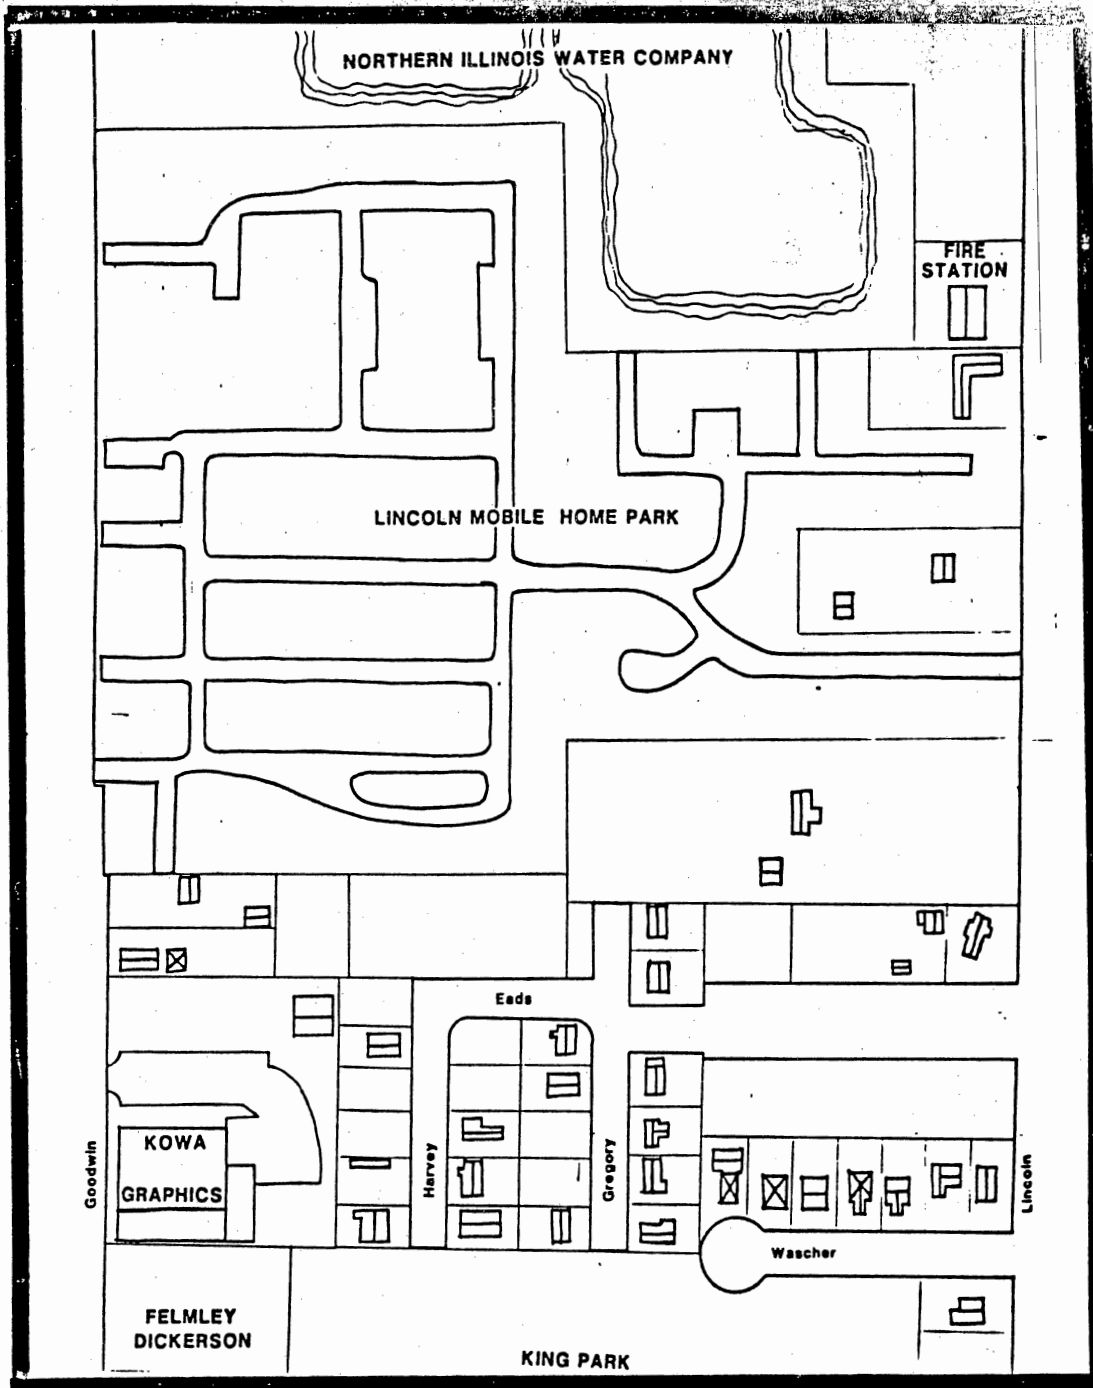 NORTHERN ILLINOIS WATER COMPANY
FIRE
STATION
LINCOLN MOBILE HOME PARK
Eads
Goodwin
KOWA
GRAPHICS
Harvey
Gregory
Lincoln
Wascher
FELMLEY
DICKERSON
KING PARK